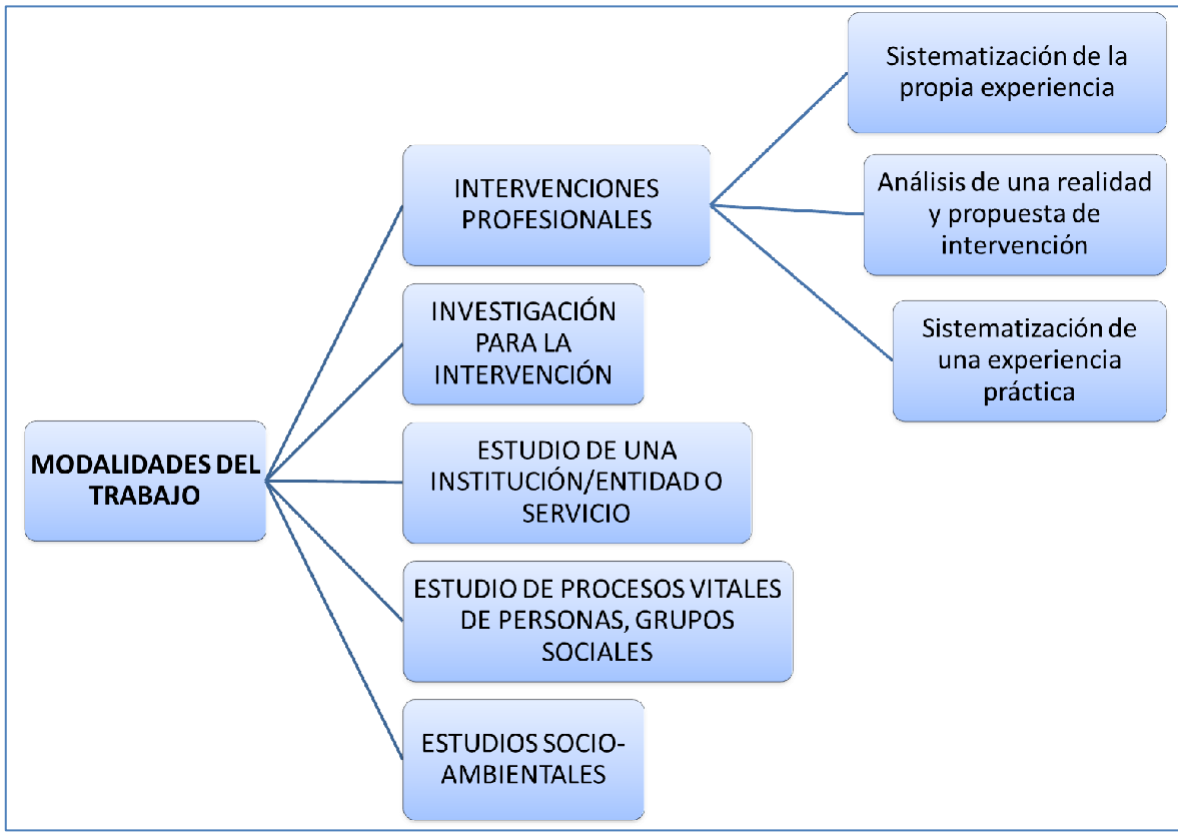 MODALIDADES DEL
TRABAJO
INTERVENCIONES
PROFESIONALES
Sistematización de la
propia experiencia
Análisis de una realidad
y propuesta de
intervención
Sistematización de
una experiencia
práctica
INVESTIGACIÓN
PARA LA
INTERVENCIÓN
ESTUDIO DE UNA
INSTITUCIÓN/ENTIDAD O
SERVICIO
ESTUDIO DE PROCESOS VITALES
DE PERSONAS, GRUPOS
SOCIALES
ESTUDIOS SOCIO-
AMBIENTALES